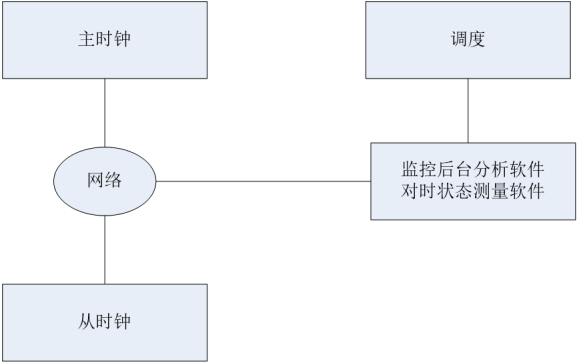 主时钟
调度
网络
监控后台分析软件
对时状态测量软件
从时钟